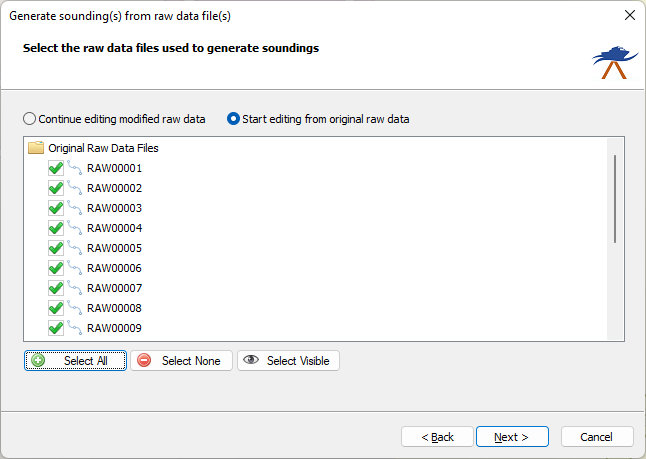 Generate sounding(s) from raw data file(s)
Select the raw data files used to generate soundings
Continue editing modified raw data
Start editing from original raw data
Original Raw Data Files
RAW00001
RAW00002
RAW00003
RAW00004
RAW00005
RAW00006
RAW00007
RAW00008
RAW00009
Select All
Select None
Select Visible
< Back
Next >
Cancel